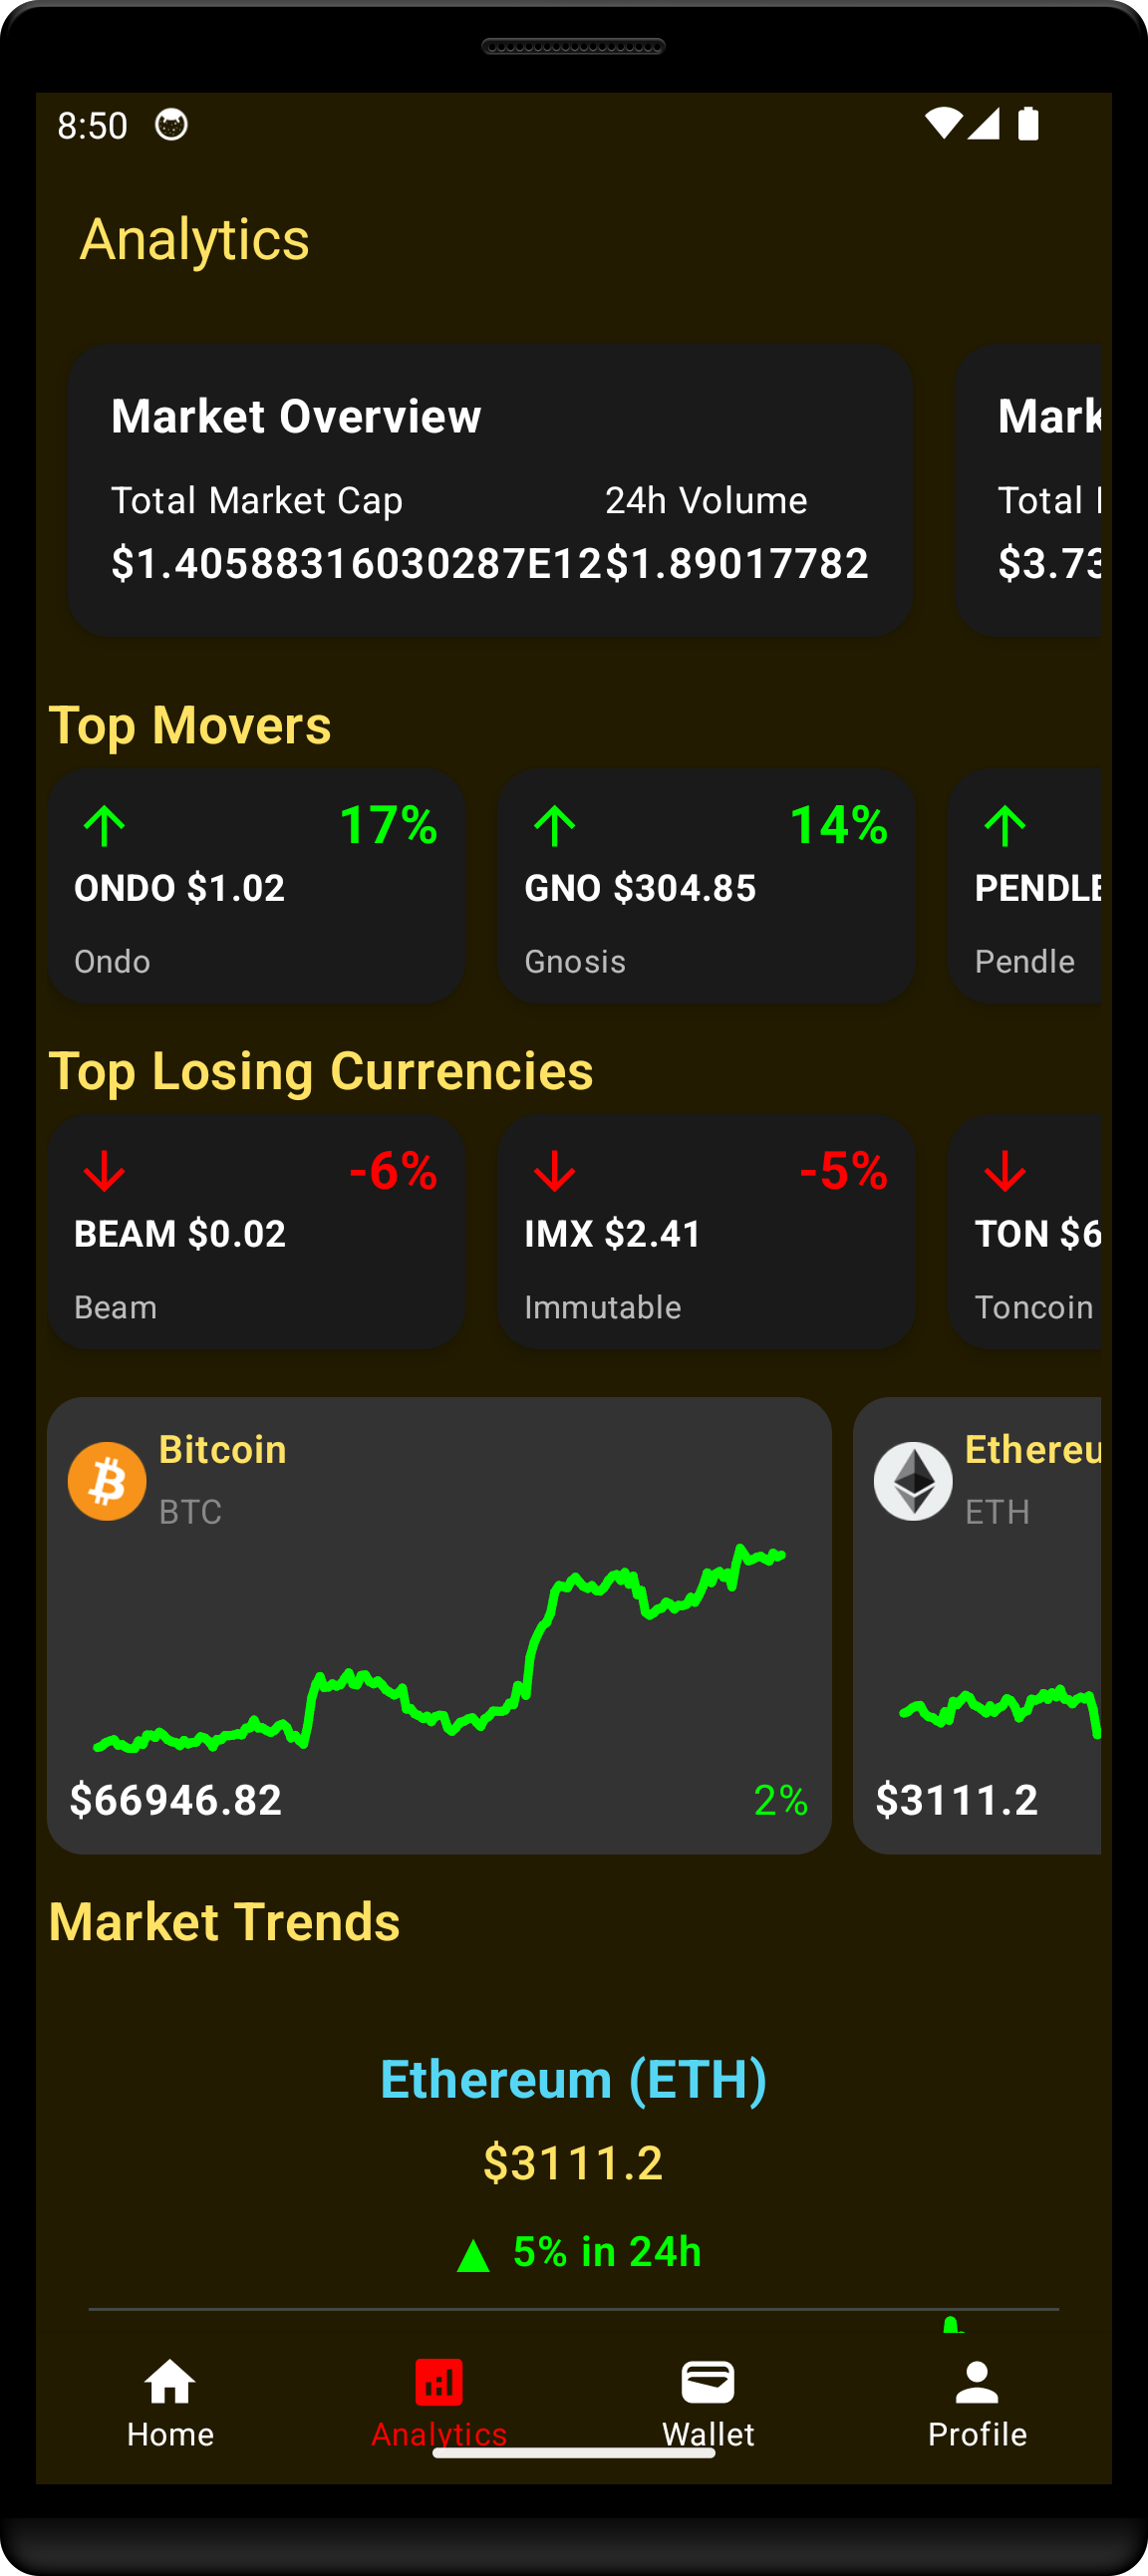 8:50
Analytics
Market Overview
Total Market Cap 24h Volume
$1.40588316030287E12 $1.89017782
Mark
Total
$3.73
Top Movers
17%
ONDO $1.02
Ondo
14%
GNO $304.85
Gnosis
PENDLE
Pendle
Top Losing Currencies
-6%
BEAM $0.02
Beam
-5%
IMX $2.41
Immutable
TON $6
Toncoin
Bitcoin
BTC
$66946.82 2%
Ethereu
ETH
$3111.2
Market Trends
Ethereum (ETH)
$3111.2
▲ 5% in 24h
Home Analytics Wallet Profile